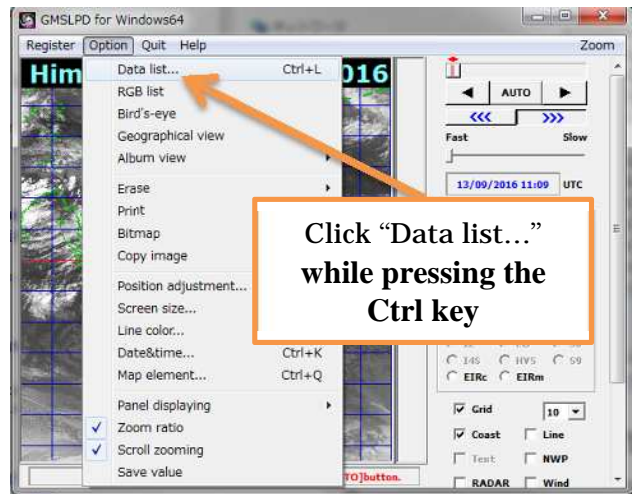 GMSLPD for Windows64
Register Option Quit Help Zoom
Him 016
Data list... Ctrl+L
RGB list
Bird's-eye
Geographical view
Album view
Erase
Print
Bitmap
Copy image
Position adjustment...
Screen size...
Line color...
Date&time... Ctrl+K
Map element... Ctrl+Q
Panel displaying
Zoom ratio
Scroll zooming
Save value
AUTO
<<< >>>
Fast Slow
13/09/2016 11:09 UTC
Click “Data list…”
while pressing the
Ctrl key
I4S HVS S9
EIRc EIRm
Grid 10
Coast Line
Text NWP
RADAR Wind
TO]button.